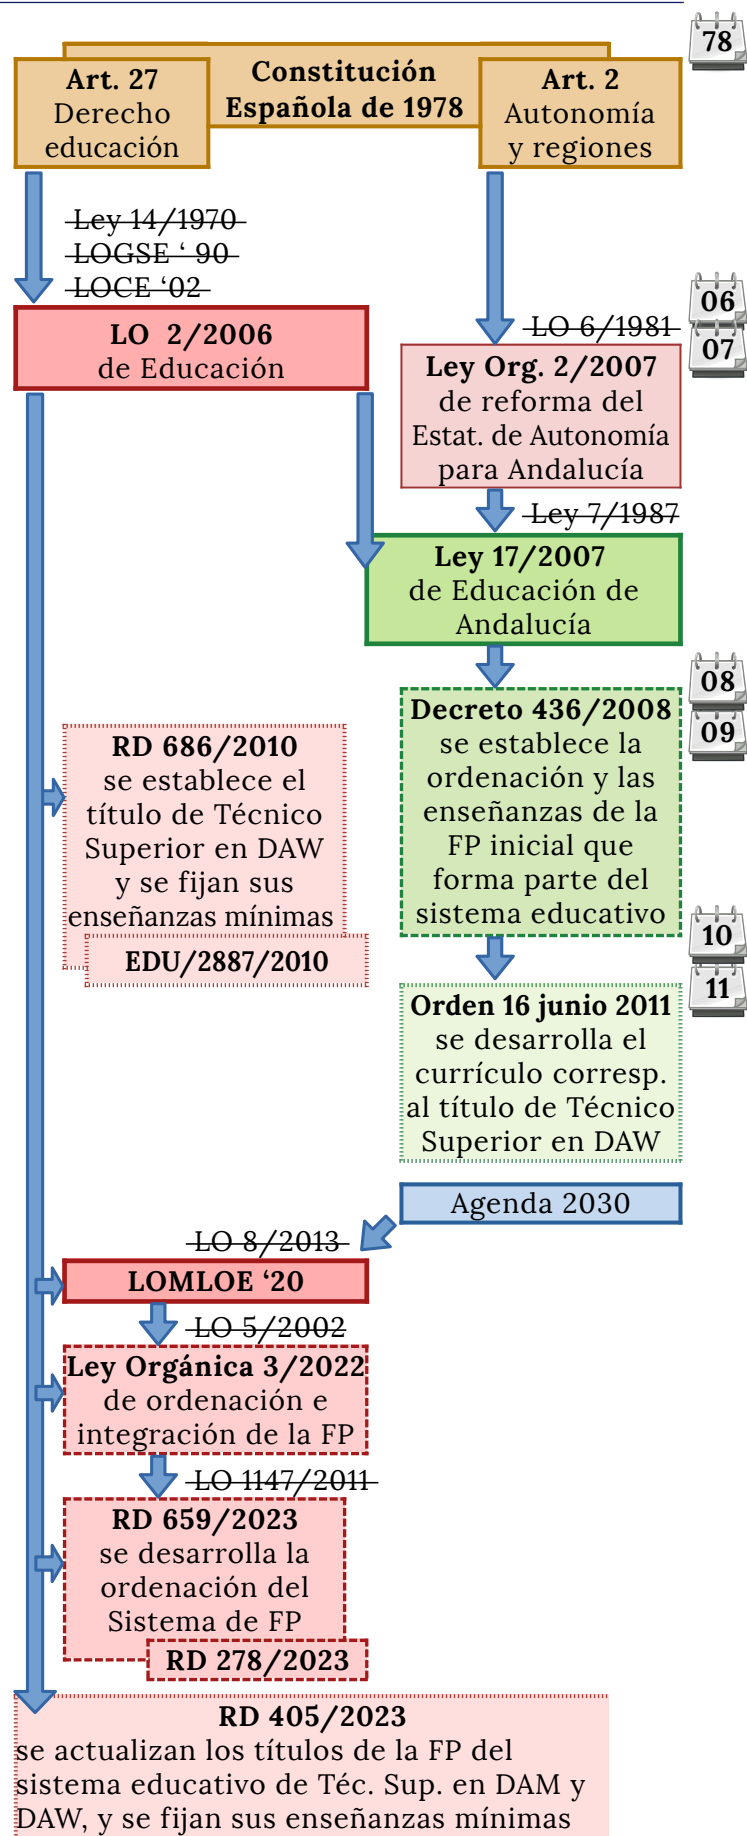 78
Constitución
Española de 1978
Art. 27
Derecho
educación
Art. 2
Autonomía
y regiones
Ley 14/1970
LOGSE ‘ 90
LOCE ‘02
06
07
LO 2/2006
de Educación
LO 6/1981
Ley Org. 2/2007
de reforma del
Estat. de Autonomía
para Andalucía
Ley 7/1987
Ley 17/2007
de Educación de
Andalucía
08
09
Decreto 436/2008
se establece la
ordenación y las
enseñanzas de la
FP inicial que
forma parte del
sistema educativo
RD 686/2010
se establece el
título de Técnico
Superior en DAW
y se fijan sus
enseñanzas mínimas
EDU/2887/2010
10
11
Orden 16 junio 2011
se desarrolla el
currículo corresp.
al título de Técnico
Superior en DAW
Agenda 2030
LO 8/2013
LOMLOE ‘20
LO 5/2002
Ley Orgánica 3/2022
de ordenación e
integración de la FP
LO 1147/2011
RD 659/2023
se desarrolla la
ordenación del
Sistema de FP
RD 278/2023
RD 405/2023
se actualizan los títulos de la FP del
sistema educativo de Téc. Sup. en DAM y
DAW, y se fijan sus enseñanzas mínimas